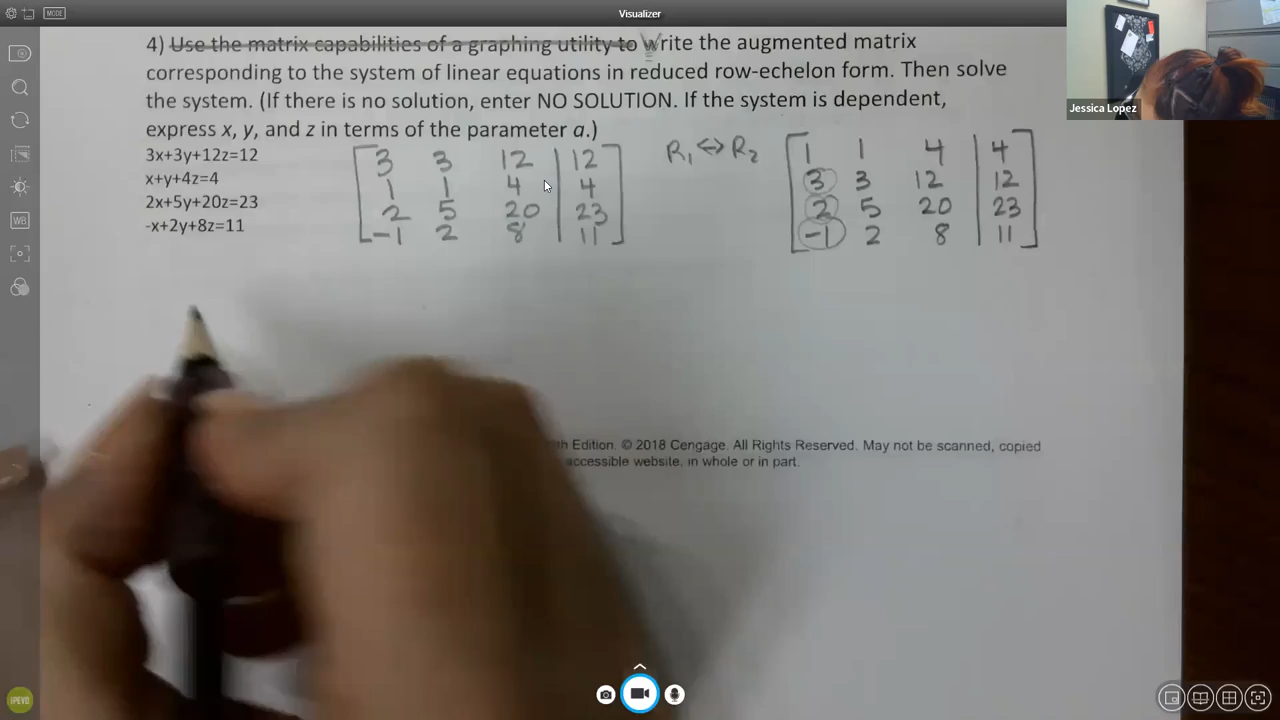 MODE
Visualizer
4) Use the matrix capabilities of a graphing utility to Write the augmented matrix
corresponding to the system of linear equations in reduced row-echelon form. Then solve
the system. (If there is no solution, enter NO SOLUTION. If the system is dependent,
express x, y, and z in terms of the parameter a.)
3x+3y+12z=12
x+y+4z=4
2x+5y+20z=23
-x+2y+8z=11
3 3 12 | 12
1 1 4 | 4
2 5 20 | 23
-1 2 8 | 11
R1 <-> R2
1 1 4 | 4
3 3 12 | 12
2 5 20 | 23
-1 2 8 | 11
Edition. © 2018 Cengage. All Rights Reserved. May not be scanned, copied
accessible website, in whole or in part.
Jessica Lopez
WB
IPEVO